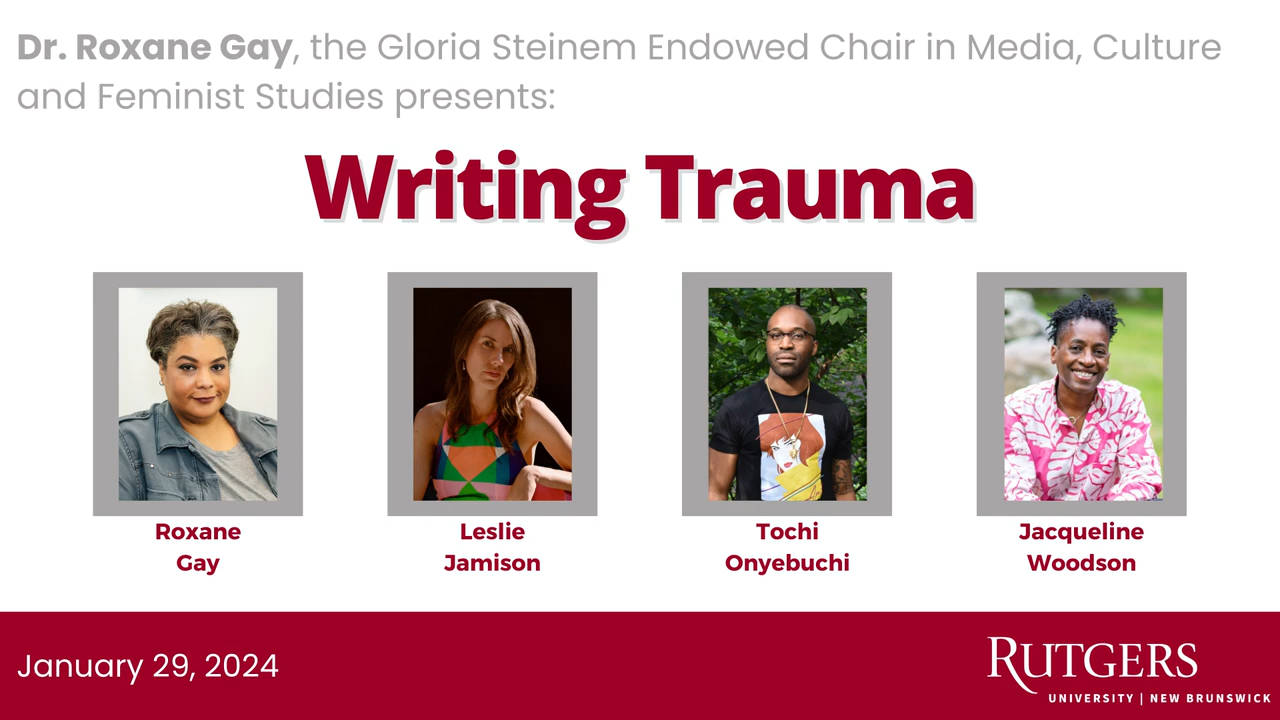 Dr. Roxane Gay, the Gloria Steinem Endowed Chair in Media, Culture
and Feminist Studies presents:
Writing Trauma
Roxane
Gay
Leslie
Jamison
Tochi
Onyebuchi
Jacqueline
Woodson
January 29, 2024
RUTGERS
UNIVERSITY | NEW BRUNSWICK